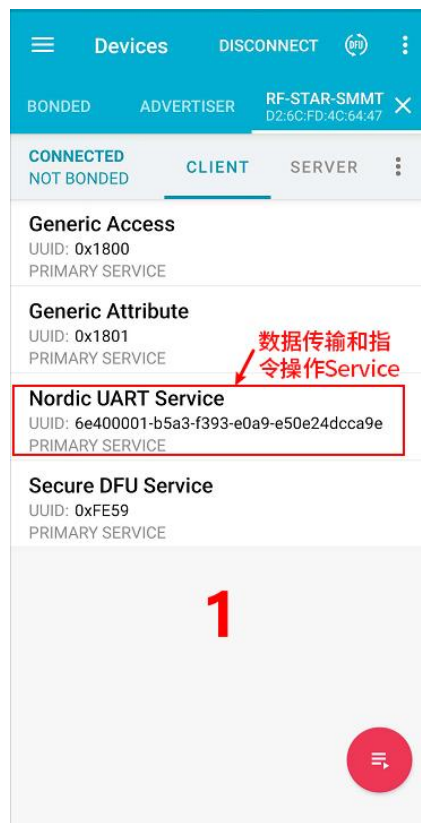 Devices DISCONNECT DFU
BONDED ADVERTISER RF-STAR-SMMT
D2:6C:FD:4C:64:47
CONNECTED
NOT BONDED
CLIENT SERVER
Generic Access
UUID: 0x1800
PRIMARY SERVICE
Generic Attribute
UUID: 0x1801
PRIMARY SERVICE
数据传输和指
令操作Service
Nordic UART Service
UUID: 6e400001-b5a3-f393-e0a9-e50e24dcca9e
PRIMARY SERVICE
Secure DFU Service
UUID: 0xFE59
PRIMARY SERVICE
1